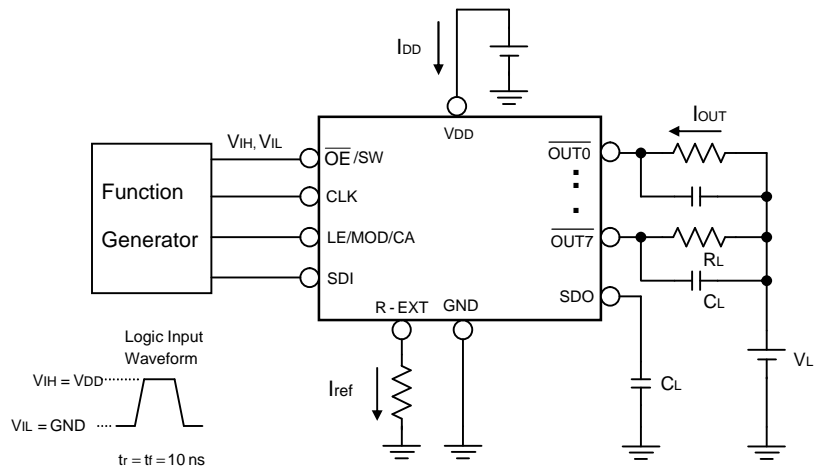 IDD
VDD
IOUT
VIH, VIL
Function
Generator
OE/SW
CLK
LE/MOD/CA
SDI
OUT0
OUT7
RL
CL
SDO
R-EXT
GND
Iref
CL
VL
Logic Input
Waveform
VIH = VDD
VIL = GND
tr = tf = 10 ns